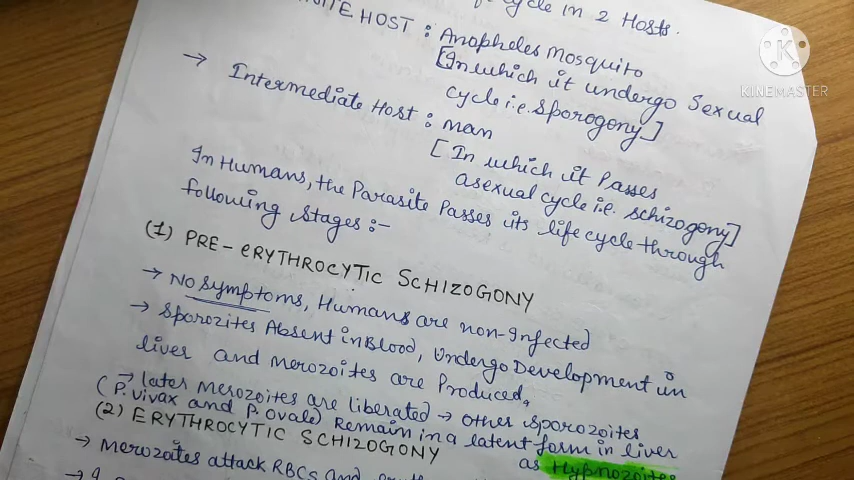 cycle in 2 Hosts.
HOST : Anopheles Mosquito
[In which it undergo Sexual
cycle i.e. Sporogony]
→ Intermediate Host : man
[In which it Passes
asexual cycle i.e. schizogony]
In Humans, the Parasite Passes its life cycle through
following stages :-
(1) PRE-eRYTHROCYTIC SCHIZOGONY
→ No symptoms, Humans are non-infected
→ Sporozites Absent in Blood, Undergo Development in
liver and merozoites are Produced,
→ later merozoites are liberated → other sporozoites
(P. vivax and P. ovale) Remain in a latent form in liver
as Hypnozoites
(2) ERYTHROCYTIC SCHIZOGONY
→ Merozoites attack RBCs and
KINEMASTER